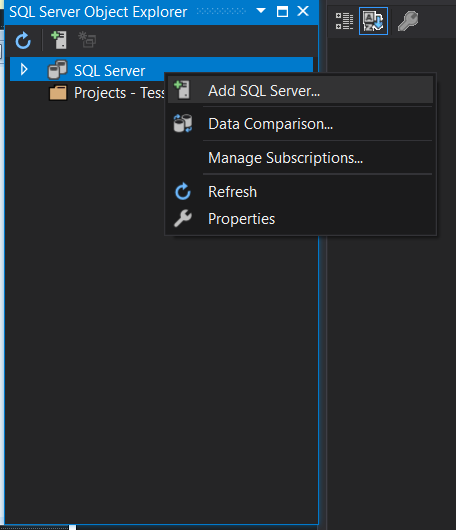 SQL Server Object Explorer
SQL Server
Projects - Tess
Add SQL Server...
Data Comparison...
Manage Subscriptions...
Refresh
Properties